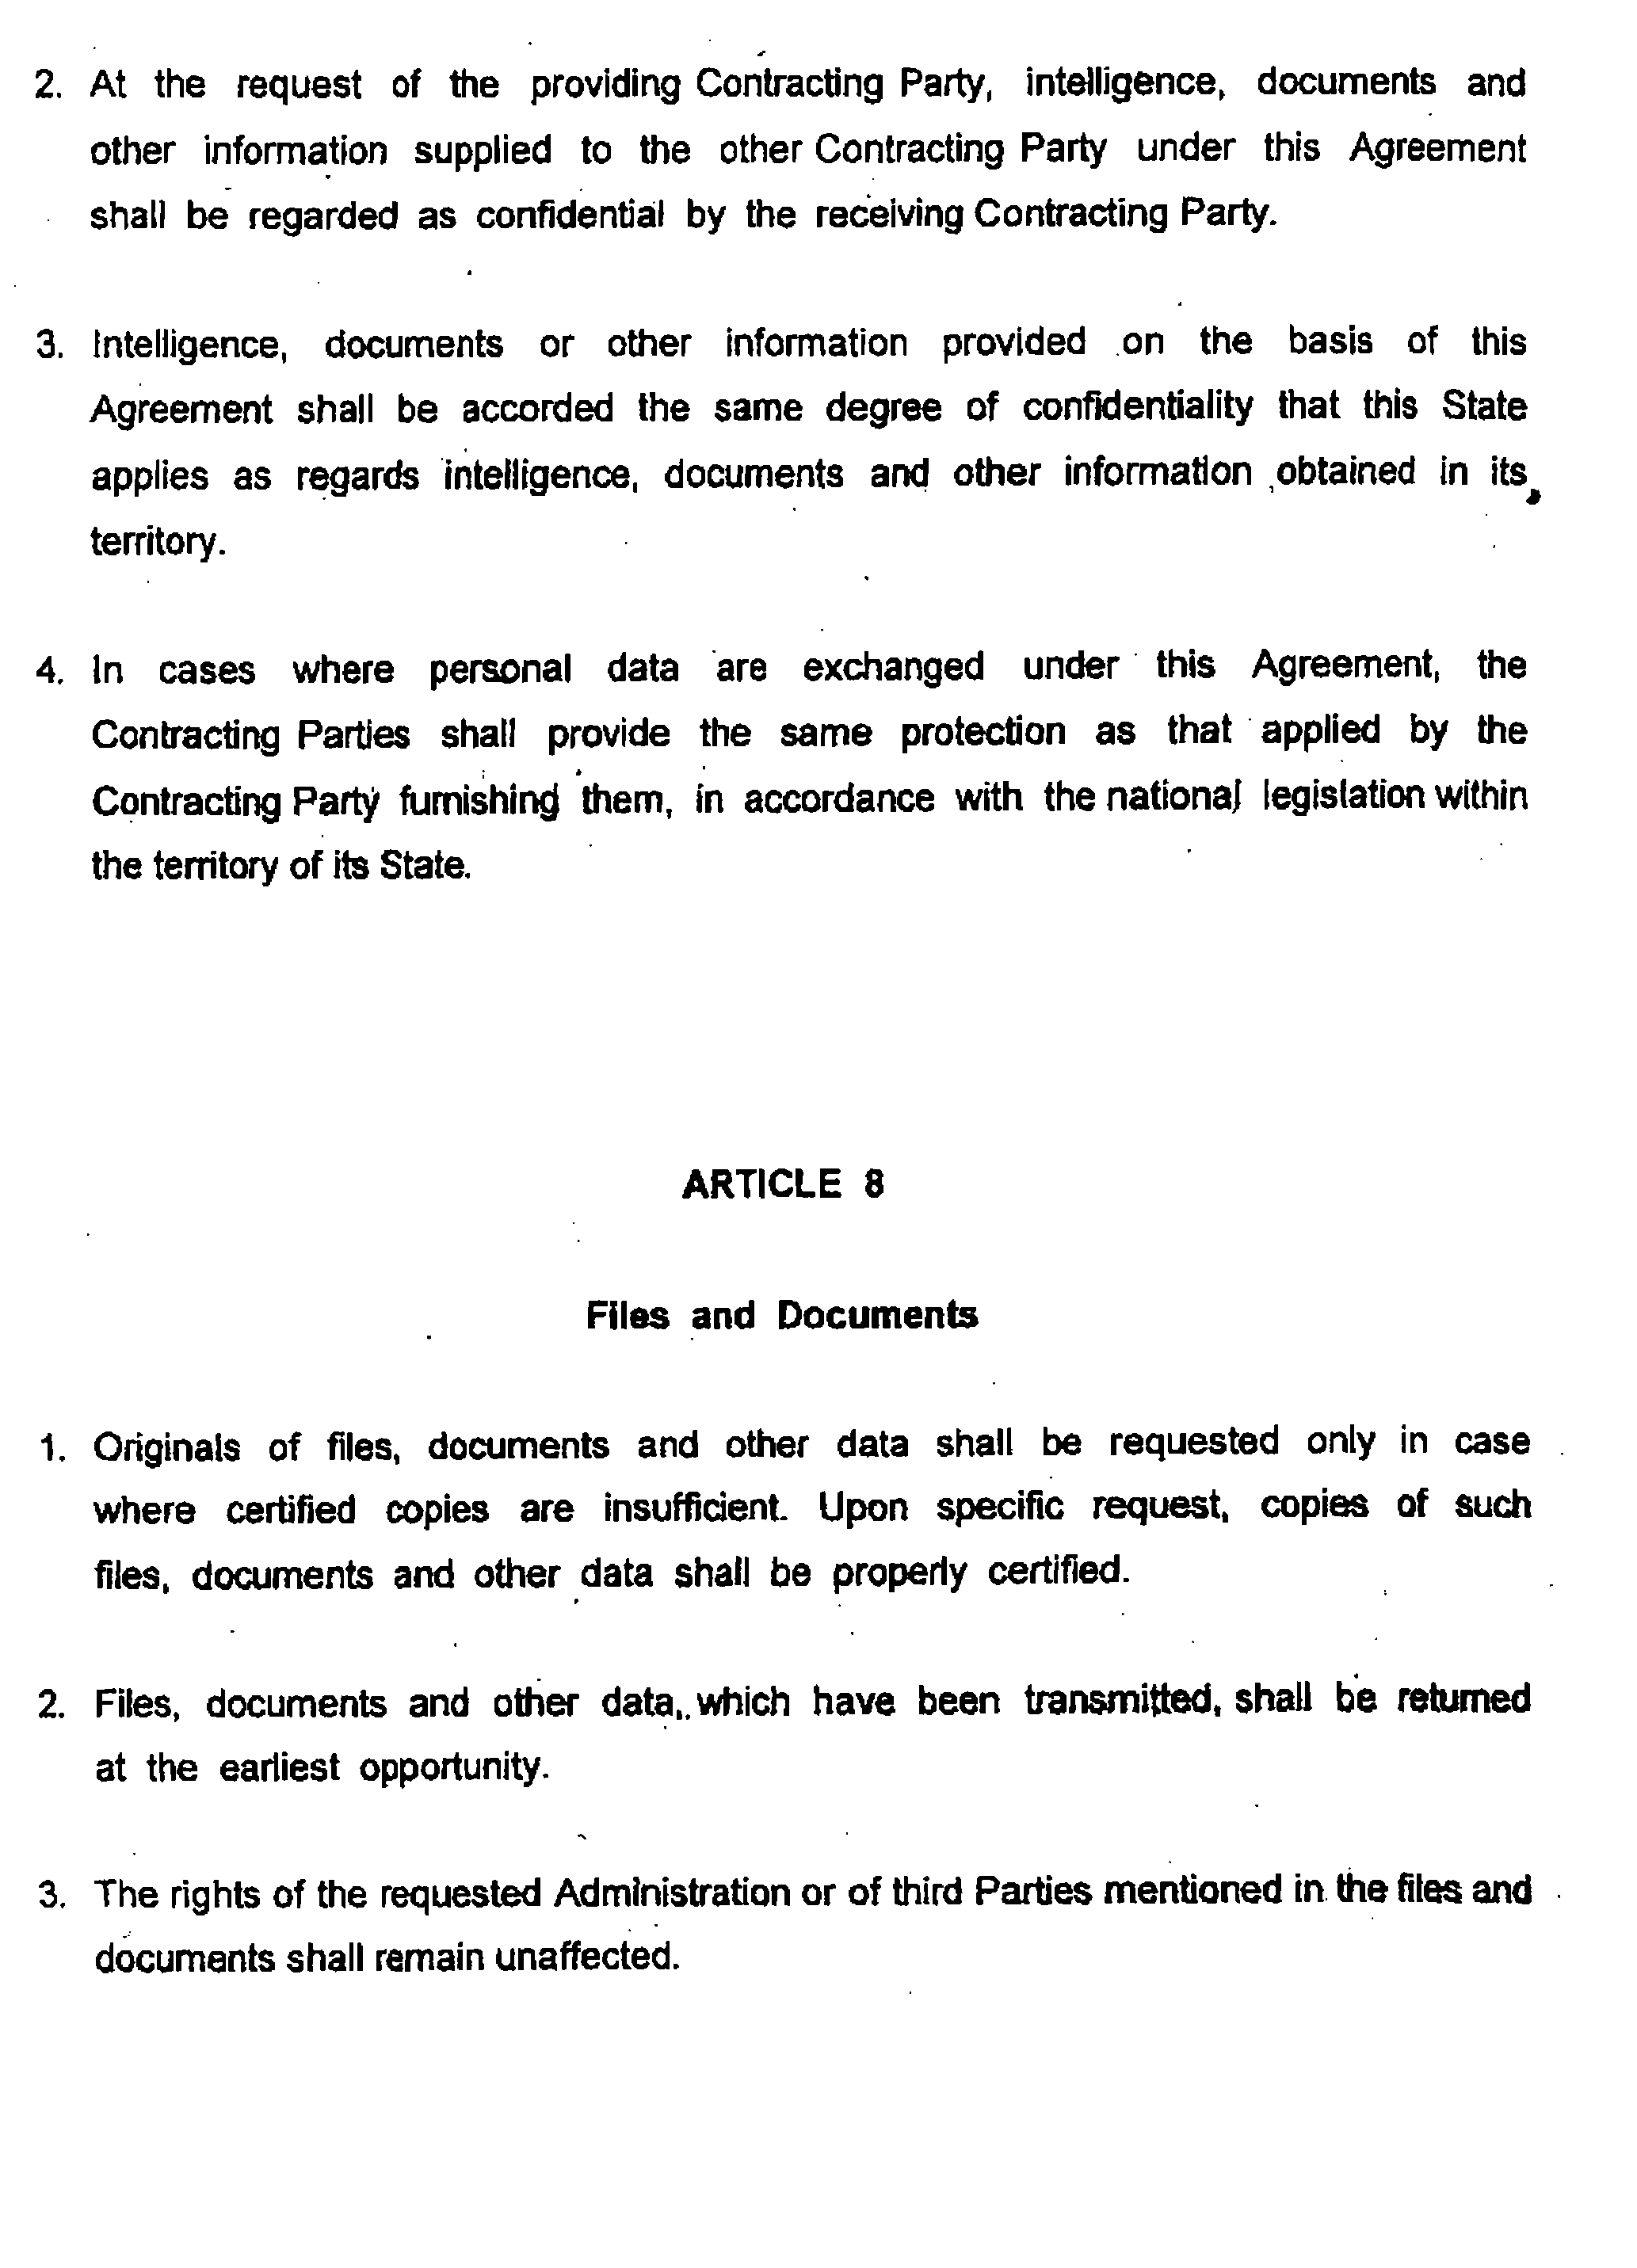 2. At the request of the providing Contracting Party, intelligence, documents and
other information supplied to the other Contracting Party under this Agreement
shall be regarded as confidential by the receiving Contracting Party.
3. Intelligence, documents or other information provided on the basis of this
Agreement shall be accorded the same degree of confidentiality that this State
applies as regards intelligence, documents and other information obtained in its
territory.
4. In cases where personal data are exchanged under this Agreement, the
Contracting Parties shall provide the same protection as that applied by the
Contracting Party furnishing them, in accordance with the national legislation within
the territory of its State.
ARTICLE 8
Files and Documents
1. Originals of files, documents and other data shall be requested only in case
where certified copies are insufficient. Upon specific request, copies of such
files, documents and other data shall be properly certified.
2. Files, documents and other data, which have been transmitted, shall be returned
at the earliest opportunity.
3. The rights of the requested Administration or of third Parties mentioned in the files and
documents shall remain unaffected.